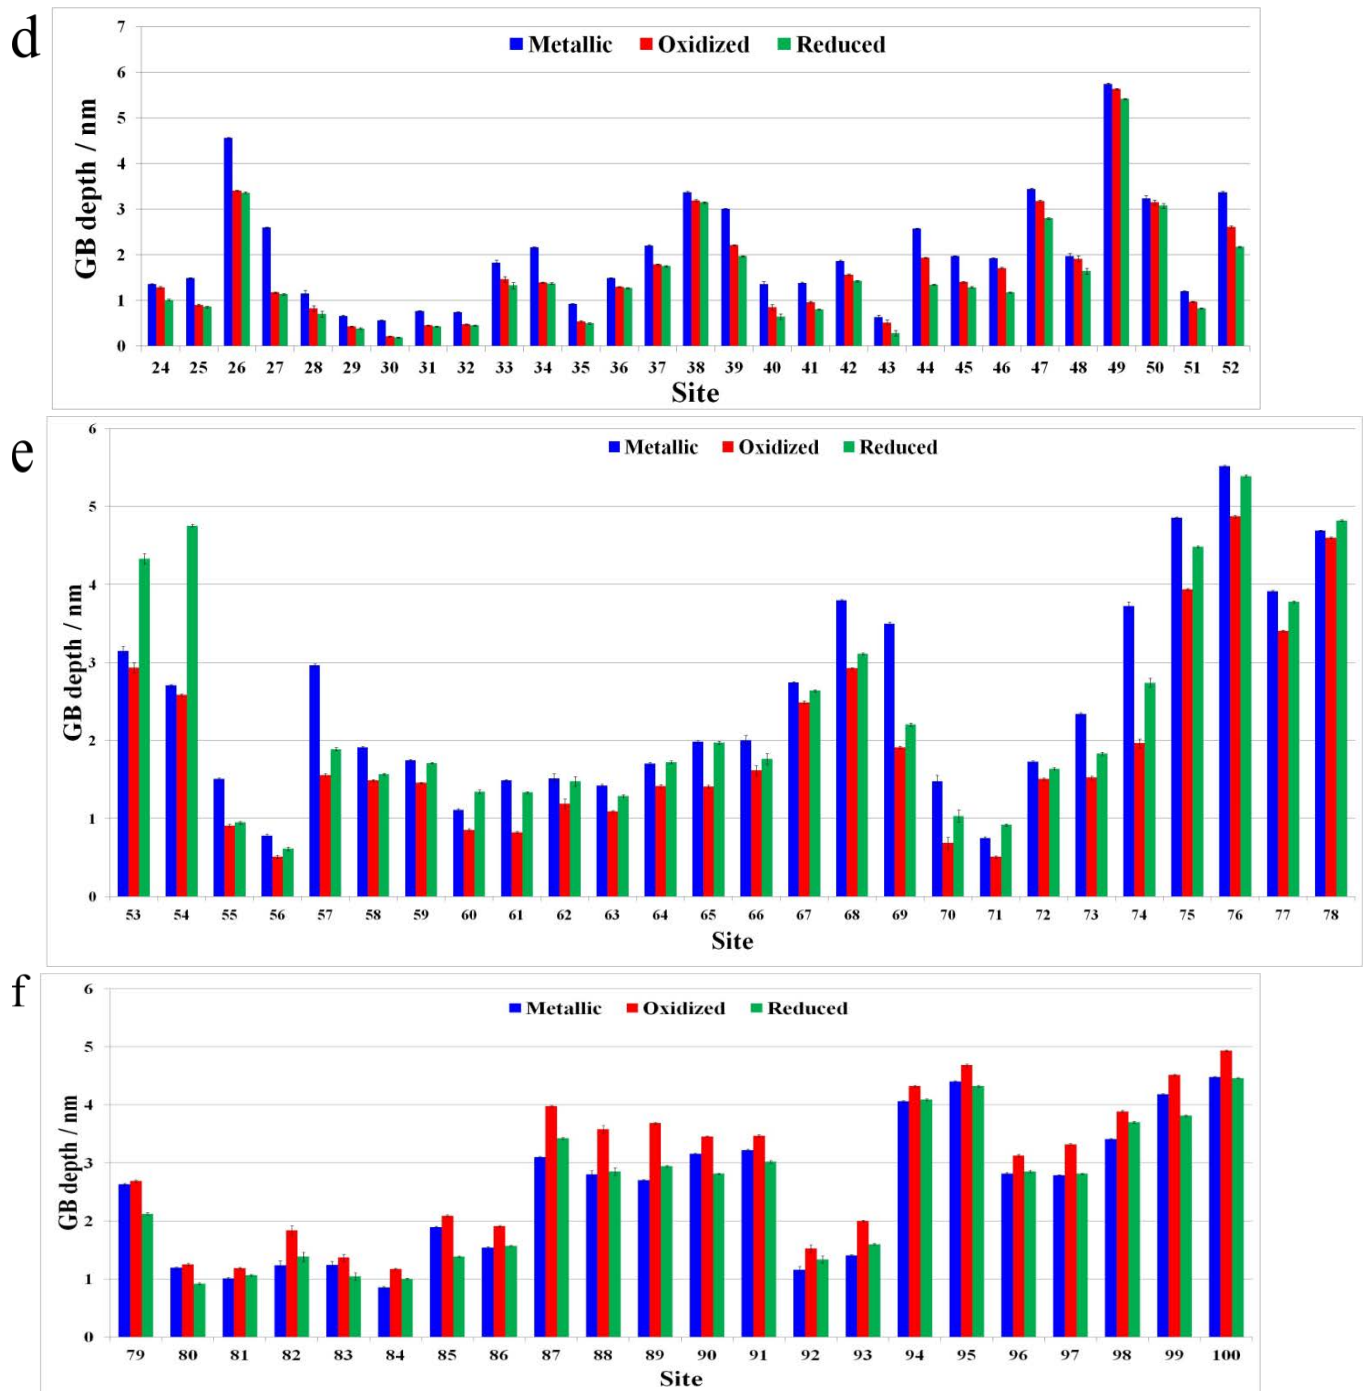 d
7
6
5
4
3
2
1
0
GB depth / nm
Metallic Oxidized Reduced
24 25 26 27 28 29 30 31 32 33 34 35 36 37 38 39 40 41 42 43 44 45 46 47 48 49 50 51 52
Site
e
6
5
4
3
2
1
0
GB depth / nm
Metallic Oxidized Reduced
53 54 55 56 57 58 59 60 61 62 63 64 65 66 67 68 69 70 71 72 73 74 75 76 77 78
Site
f
6
5
4
3
2
1
0
GB depth / nm
Metallic Oxidized Reduced
79 80 81 82 83 84 85 86 87 88 89 90 91 92 93 94 95 96 97 98 99 100
Site